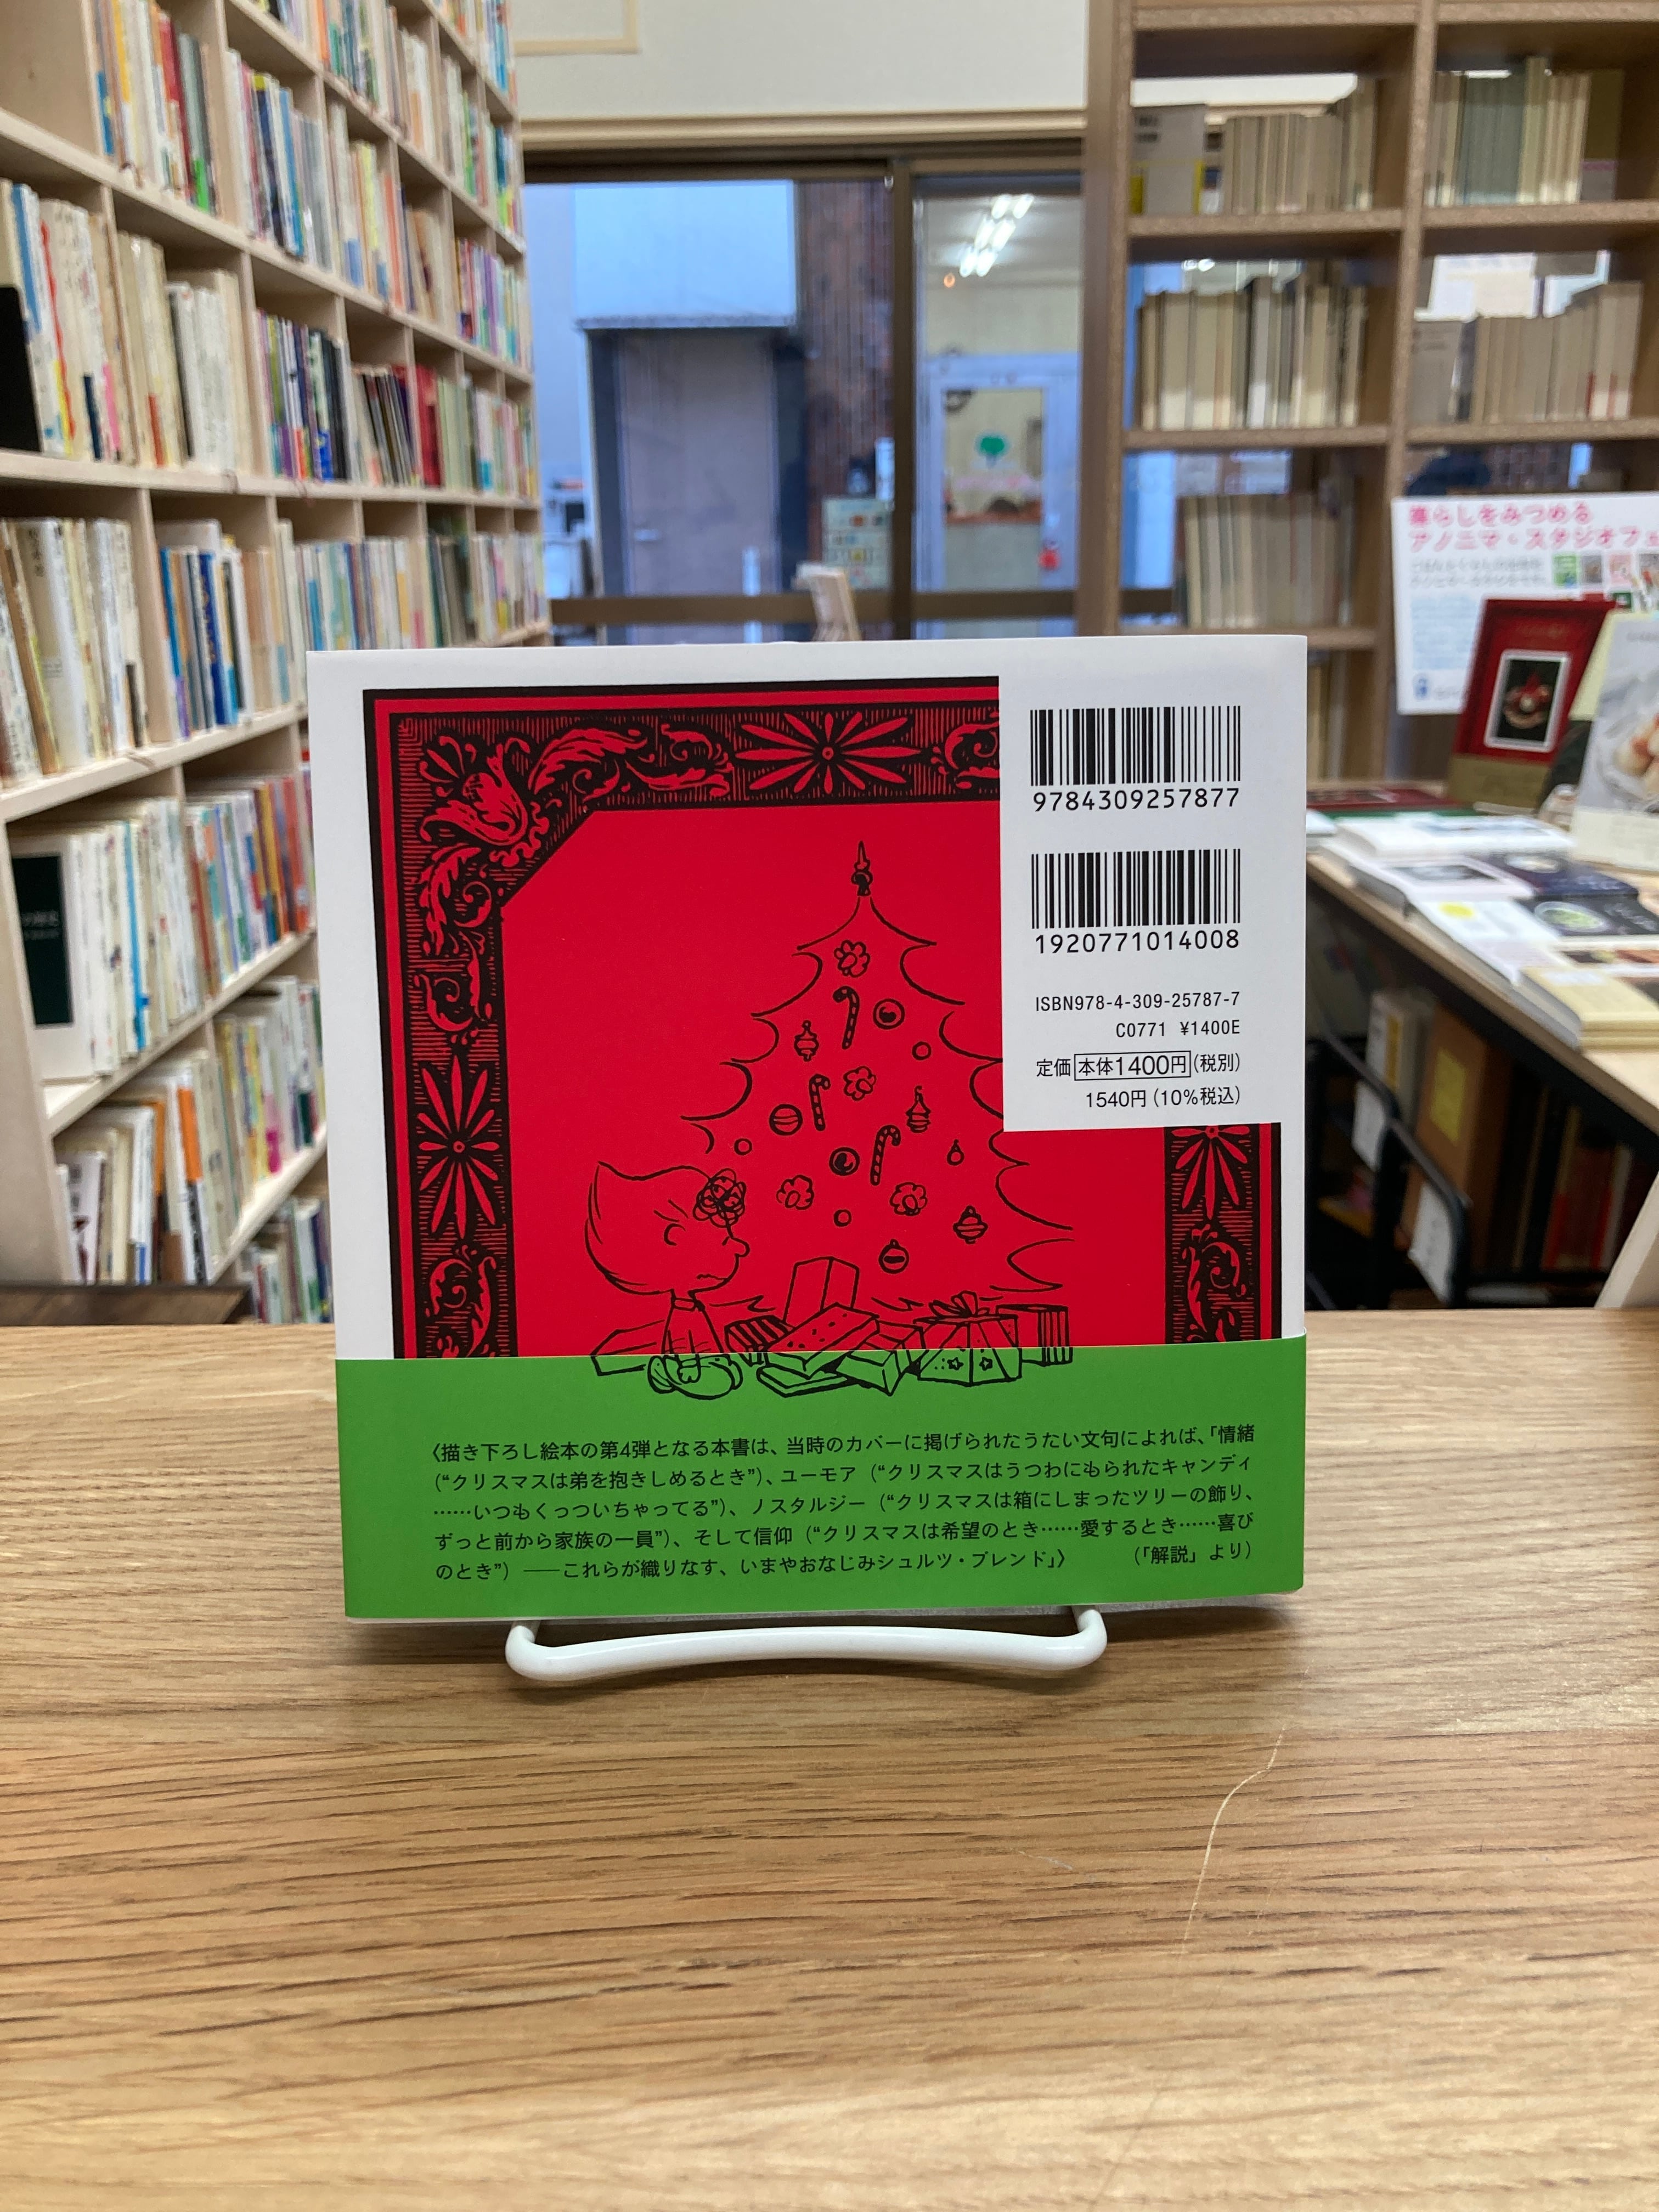 暮らしをみつめる
アノニマ・スタジオフェ
9784309257877
1920771014008
ISBN978-4-309-25787-7
C0771 ¥1400E
定価 本体1400円(税別)
1540円(10%税込)
〈描き下ろし絵本の第4弾となる本書は、当時のカバーに掲げられたうたい文句によれば、「情緒
(“クリスマスは弟を抱きしめるとき”)、ユーモア(“クリスマスはうつわにもられたキャンディ
……いつもくっついちゃってる”)、ノスタルジー(“クリスマスは箱にしまったツリーの飾り、
ずっと前から家族の一員”)、そして信仰(“クリスマスは希望のとき……愛するとき……喜び
のとき”)――これらが織りなす、いまやおなじみシュルツ・ブレンド」〉 (「解説」より)